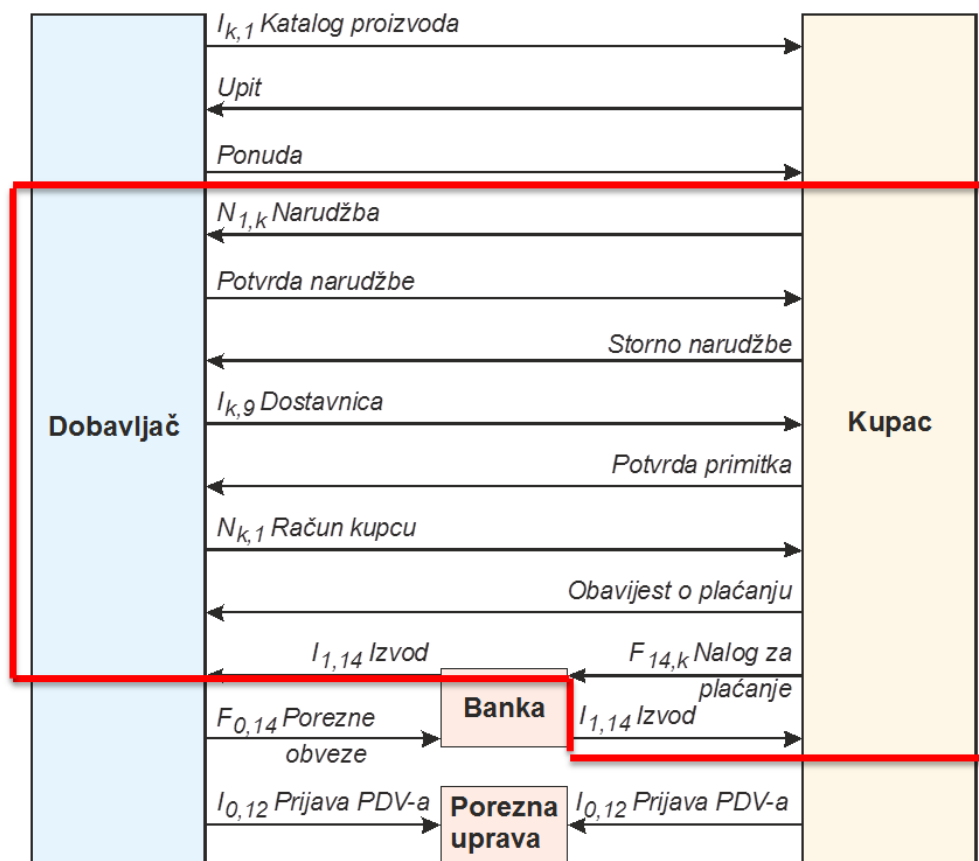 I k,1 Katalog proizvoda
Upit
Ponuda
N 1,k Narudžba
Potvrda narudžbe
Storno narudžbe
Dobavljač
I k,9 Dostavnica
Kupac
Potvrda primitka
N k,1 Račun kupcu
Obavijest o plaćanju
I 1,14 Izvod
F 14,k Nalog za
plaćanje
Banka
F 0,14 Porezne
obveze
I 1,14 Izvod
I 0,12 Prijava PDV-a
Porezna
uprava
I 0,12 Prijava PDV-a